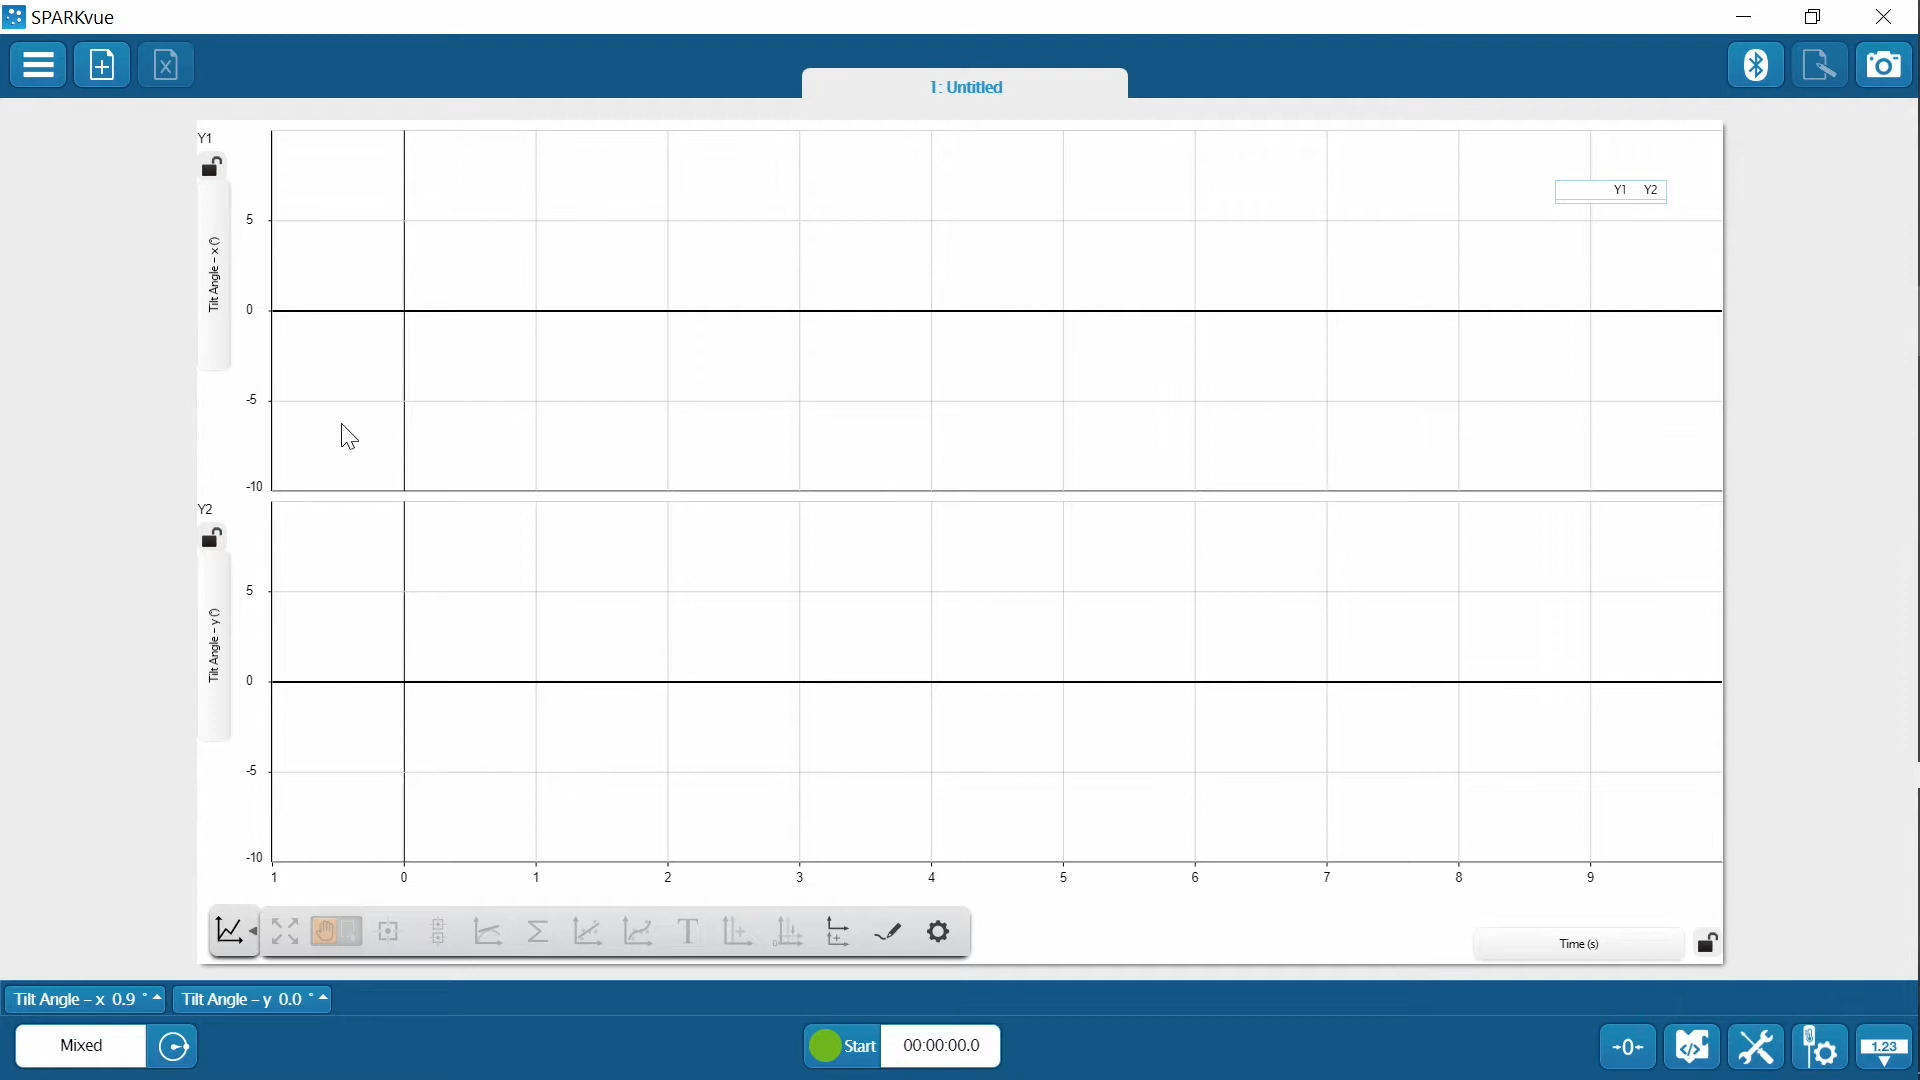 SPARKvue
1: Untitled
Y1
Y1 Y2
5
Tilt Angle – x (°)
0
-5
-10
Y2
5
Tilt Angle – y (°)
0
-5
-10
1 0 1 2 3 4 5 6 7 8 9
Time (s)
Tilt Angle – x 0.9 ° Tilt Angle – y 0.0 °
Mixed Start 00:00:00.0 →0← 1.23